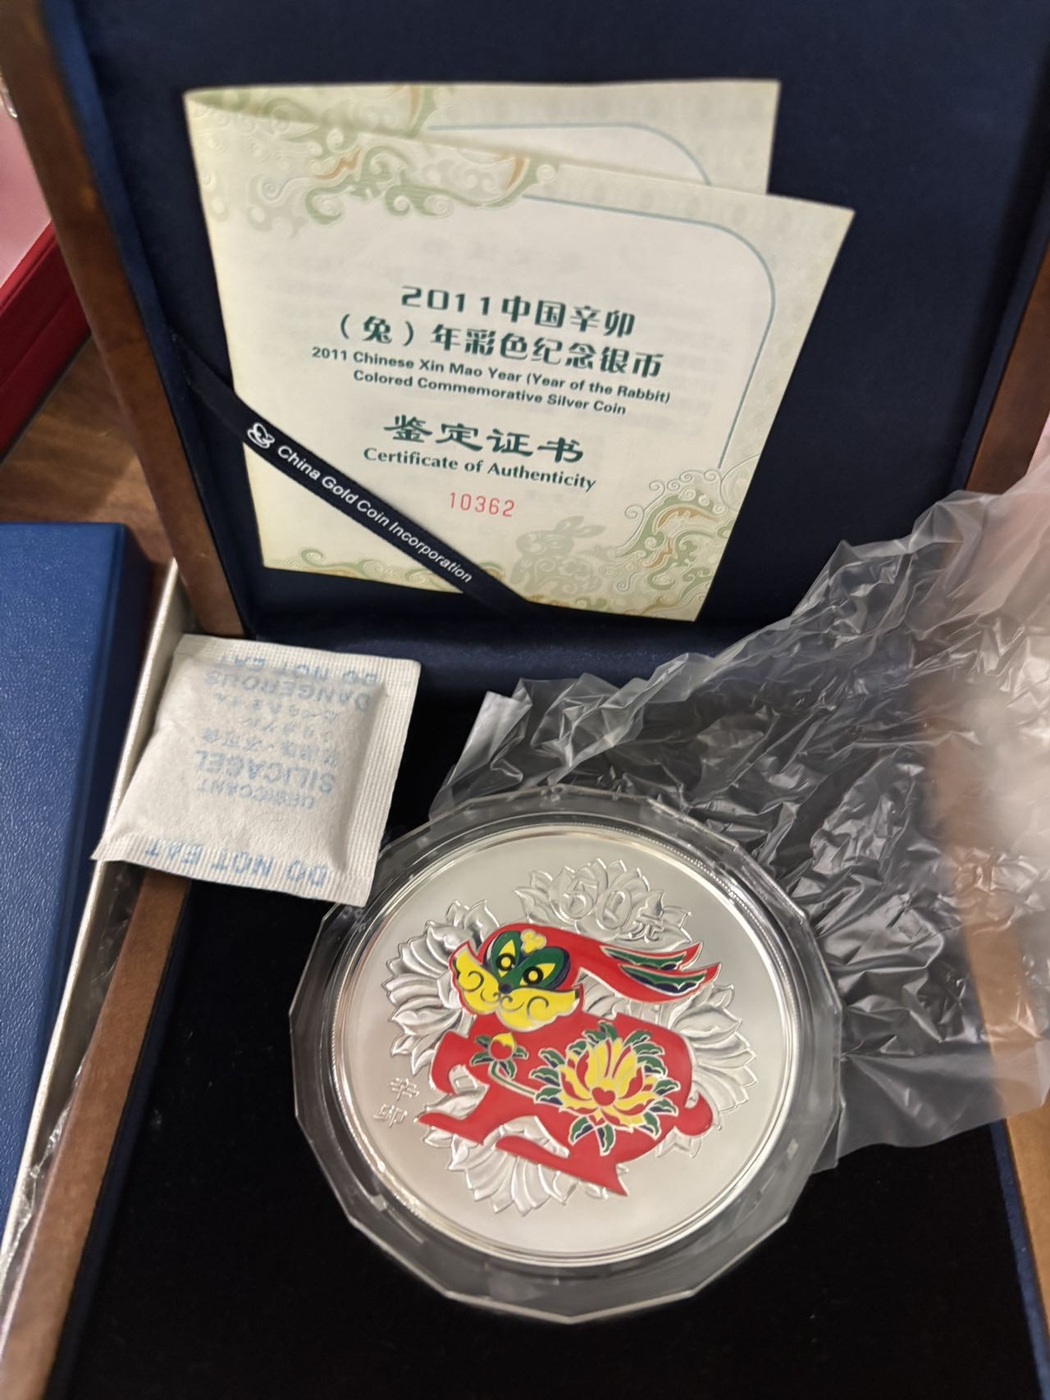 2011中国辛卯
（兔）年彩色纪念银币
2011 Chinese Xin Mao Year (Year of the Rabbit)
Colored Commemorative Silver Coin
鉴定证书
Certificate of Authenticity
10362
China Gold Coin Incorporation
DO NOT EAT
DESICCANT
SILICAGEL
DANGEROUS
DO NOT EAT
50元
辛卯